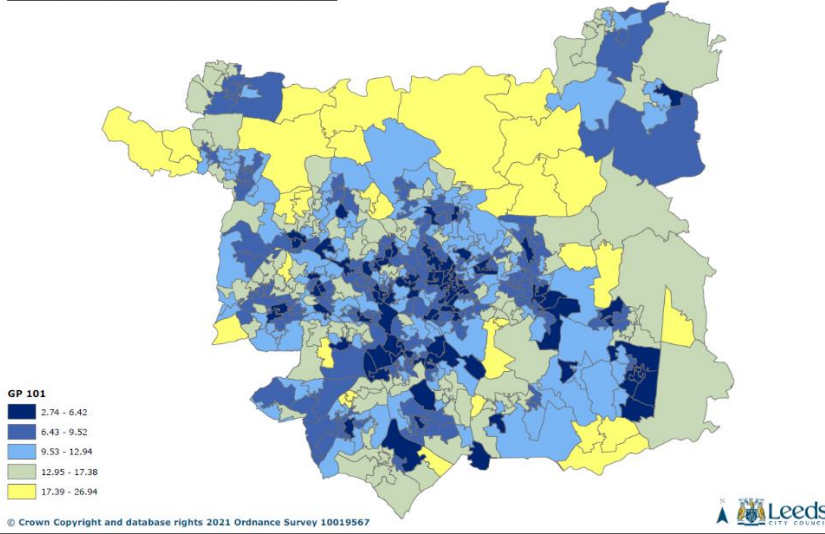 GP 101
2.74 - 6.42
6.43 - 9.52
9.53 - 12.94
12.95 - 17.38
17.39 - 26.94
© Crown Copyright and database rights 2021 Ordnance Survey 10019567
N
Leeds
CITY COUNCIL